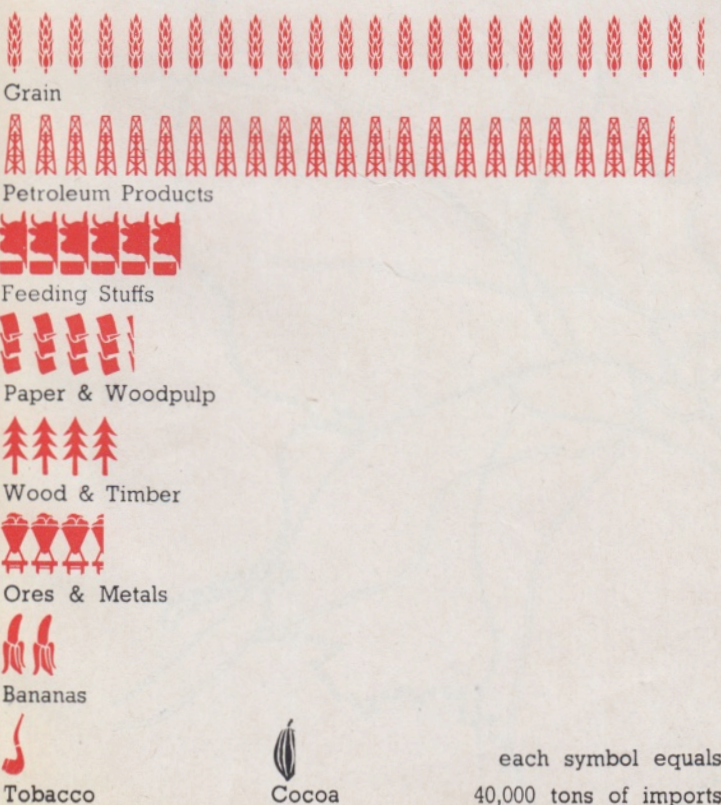 Grain
Petroleum Products
Feeding Stuffs
Paper & Woodpulp
Wood & Timber
Ores & Metals
Bananas
Tobacco
Cocoa
each symbol equals
40,000 tons of imports